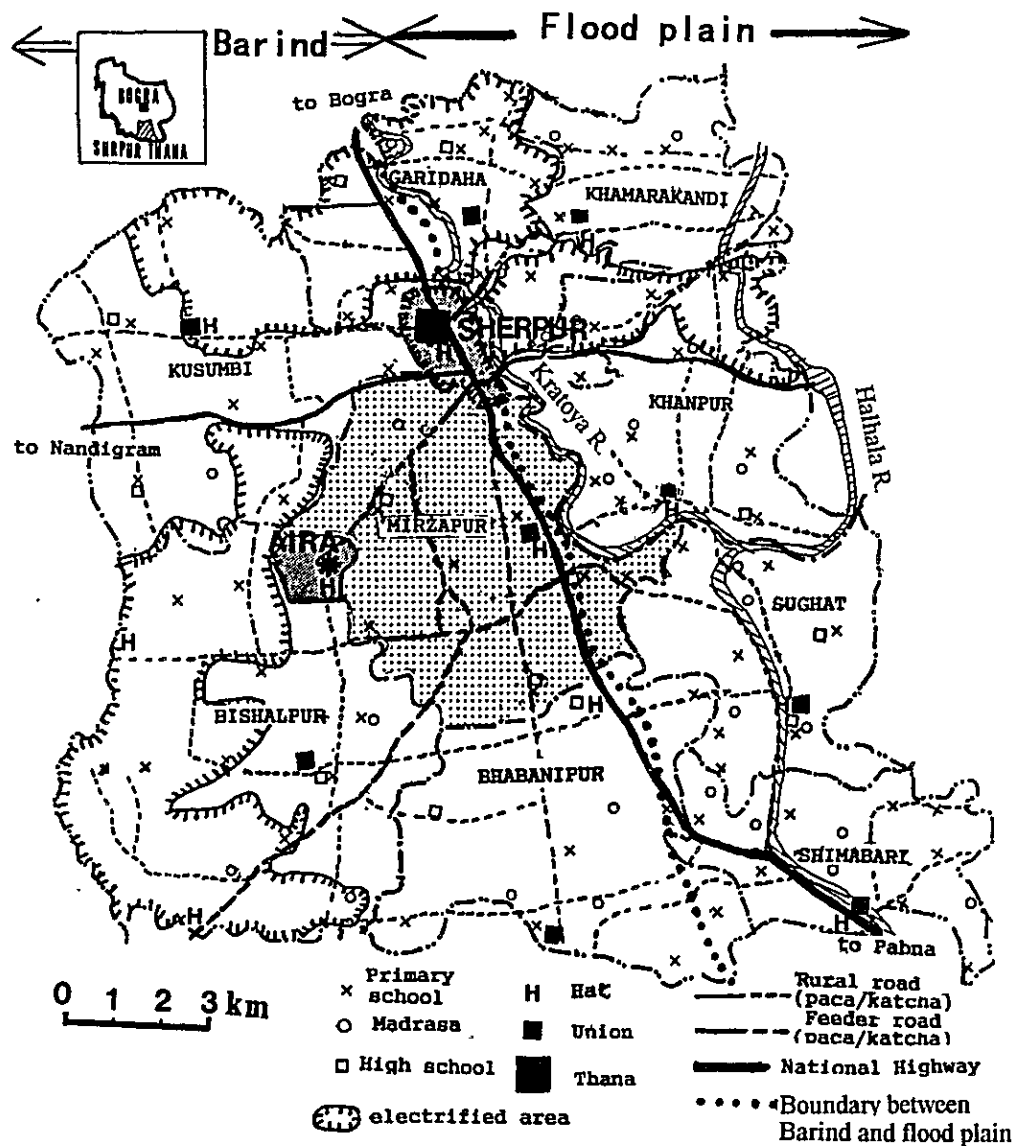 Barind
Flood plain
BOGRA
SHRPUR THANA
to Bogra
GARIDAHA
KHAMARAKANDI
H
SHERPUR
H
H
KUSUMBI
Kratoya R.
KHANPUR
Halhala R.
to Nandigram
MIRZAPUR
H
H
AIRA
H
SUGHAT
H
BISHALPUR
H
BHABANIPUR
SHIMABARI
H
H
H
to Pabna
0 1 2 3 km
Primary
school
Madrasa
High school
electrified area
H Hat
Union
Thana
Rural road
(paca/katcha)
Feeder road
(paca/katcha)
National Highway
Boundary between
Barind and flood plain